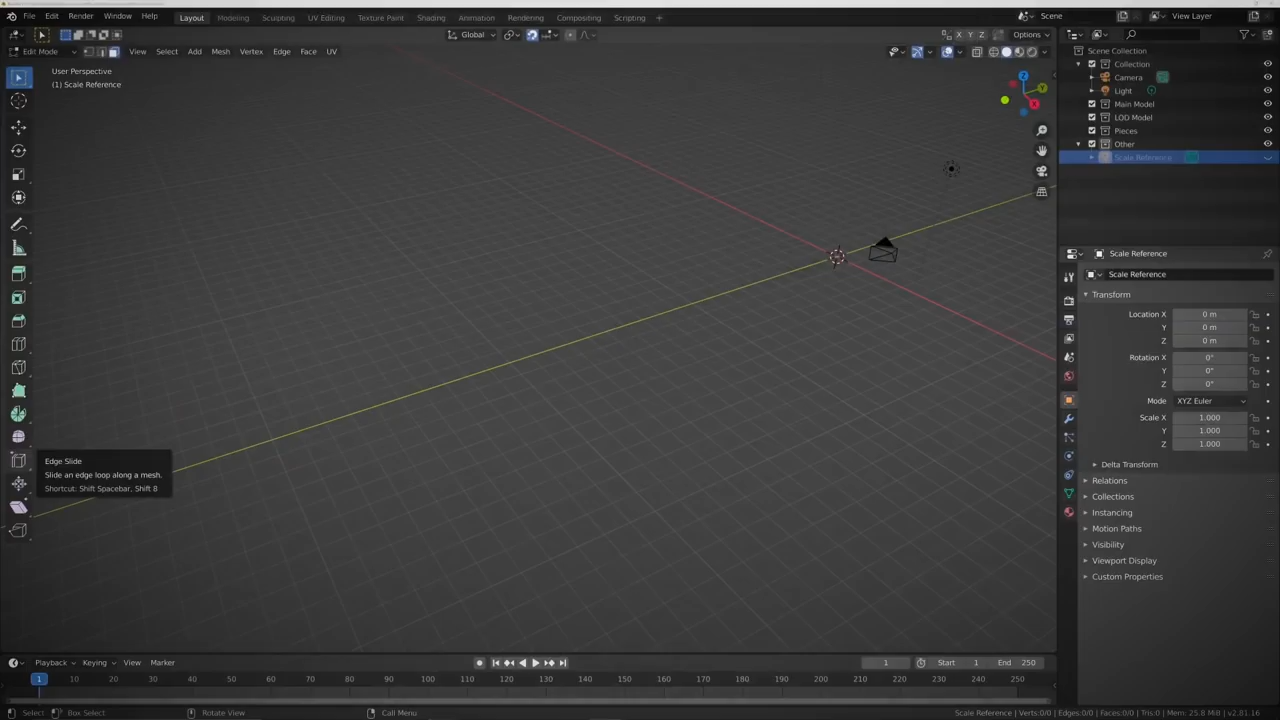 File Edit Render Window Help Layout Modeling Sculpting UV Editing Texture Paint Shading Animation Rendering Compositing Scripting + Scene View Layer
Global X Y Z Options
Edit Mode View Select Add Mesh Vertex Edge Face UV
User Perspective
(1) Scale Reference
Edge Slide
Slide an edge loop along a mesh.
Shortcut: Shift Spacebar, Shift 8
Scene Collection
Collection
Camera
Light
Main Model
LOD Model
Pieces
Other
Scale Reference
Scale Reference
Scale Reference
Transform
Location X 0 m
Y 0 m
Z 0 m
Rotation X 0°
Y 0°
Z 0°
Mode XYZ Euler
Scale X 1.000
Y 1.000
Z 1.000
Delta Transform
Relations
Collections
Instancing
Motion Paths
Visibility
Viewport Display
Custom Properties
Playback Keying View Marker 1 Start 1 End 250
1 10 20 30 40 50 60 70 80 90 100 110 120 130 140 150 160 170 180 190 200 210 220 230 240 250
Select Box Select Rotate View Call Menu Scale Reference | Verts:0/0 | Edges:0/0 | Faces:0/0 | Tris:0 | Mem: 25.8 MiB | v2.81.16